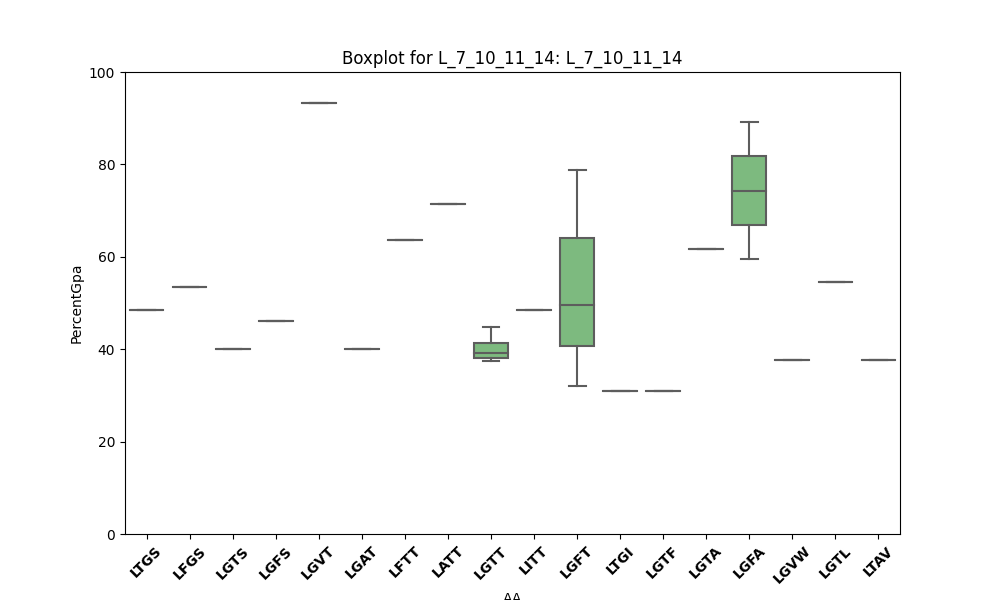 Boxplot for L_7_10_11_14: L_7_10_11_14
100
80
60
40
20
0
PercentGpa
LTGS
LFGS
LGTS
LGFS
LGVT
LGAT
LFTT
LATT
LGTT
LITT
LGFT
LTGI
LGTF
LGTA
LGFA
LGVW
LGTL
LTAV
AA